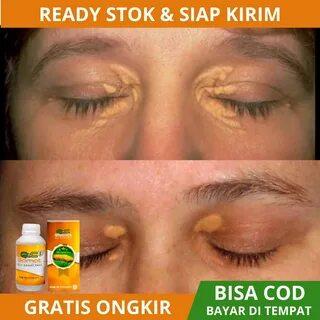 READY STOK & SIAP KIRIM
GRATIS ONGKIR
BISA COD
BAYAR DI TEMPAT